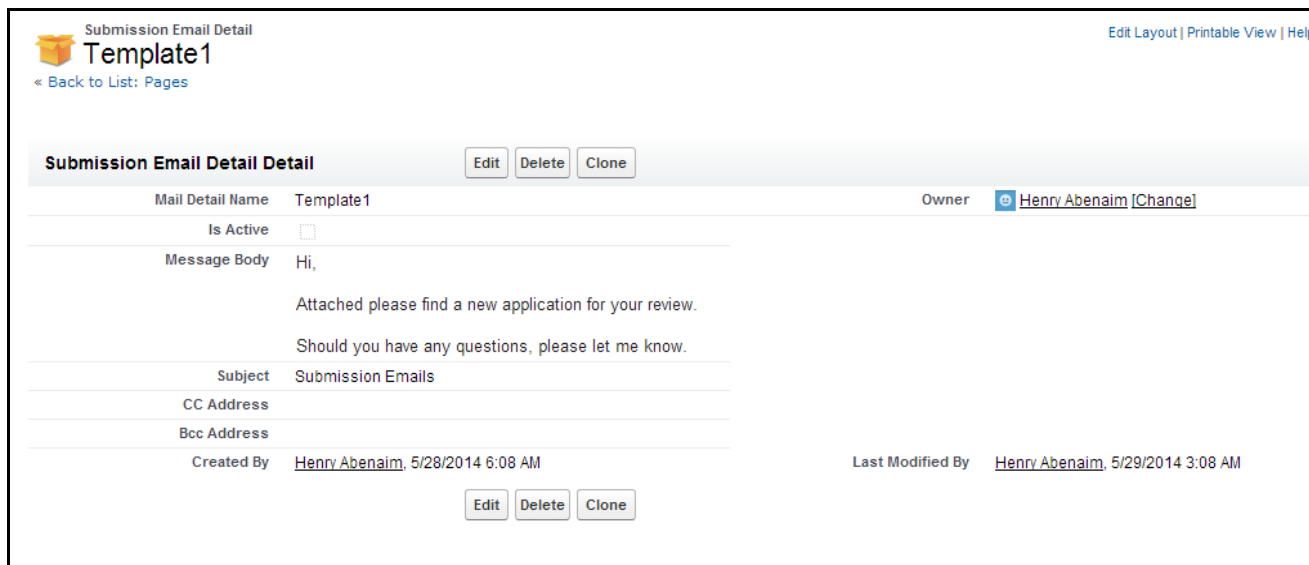 Submission Email Detail
Template1
« Back to List: Pages
Edit Layout | Printable View | Help
Submission Email Detail Detail
Edit Delete Clone
Mail Detail Name Template1
Owner Henry Abenaim [Change]
Is Active
Message Body Hi,
Attached please find a new application for your review.
Should you have any questions, please let me know.
Subject Submission Emails
CC Address
Bcc Address
Created By Henry Abenaim, 5/28/2014 6:08 AM
Last Modified By Henry Abenaim, 5/29/2014 3:08 AM
Edit Delete Clone